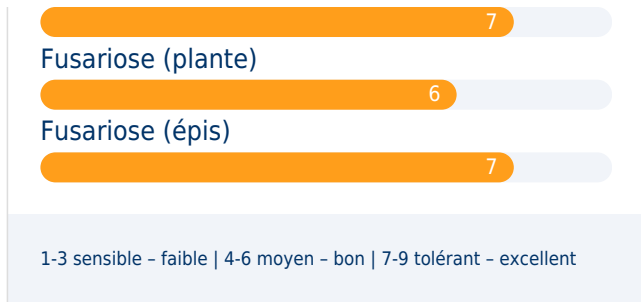 7
Fusariose (plante)
6
Fusariose (épis)
7
1-3 sensible – faible | 4-6 moyen – bon | 7-9 tolérant – excellent